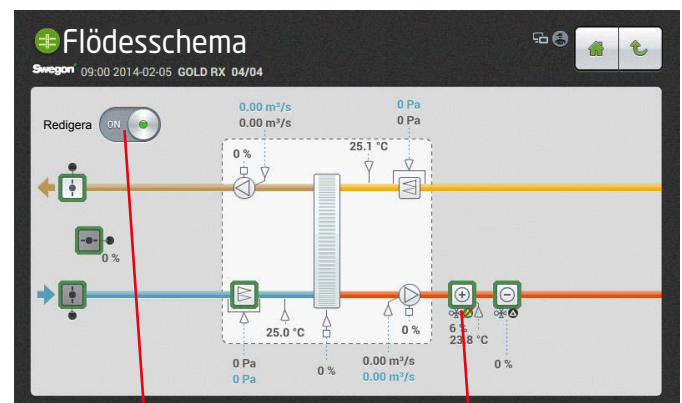 Flödesschema
Swegon 09:00 2014-02-05 GOLD RX 04/04
Redigera ON
0.00 m³/s
0.00 m³/s
0 Pa
0 Pa
0 %
25.1 °C
0 %
25.0 °C
0 %
6 %
23.8 °C
0 Pa
0 Pa
0 %
0.00 m³/s
0.00 m³/s
0 %